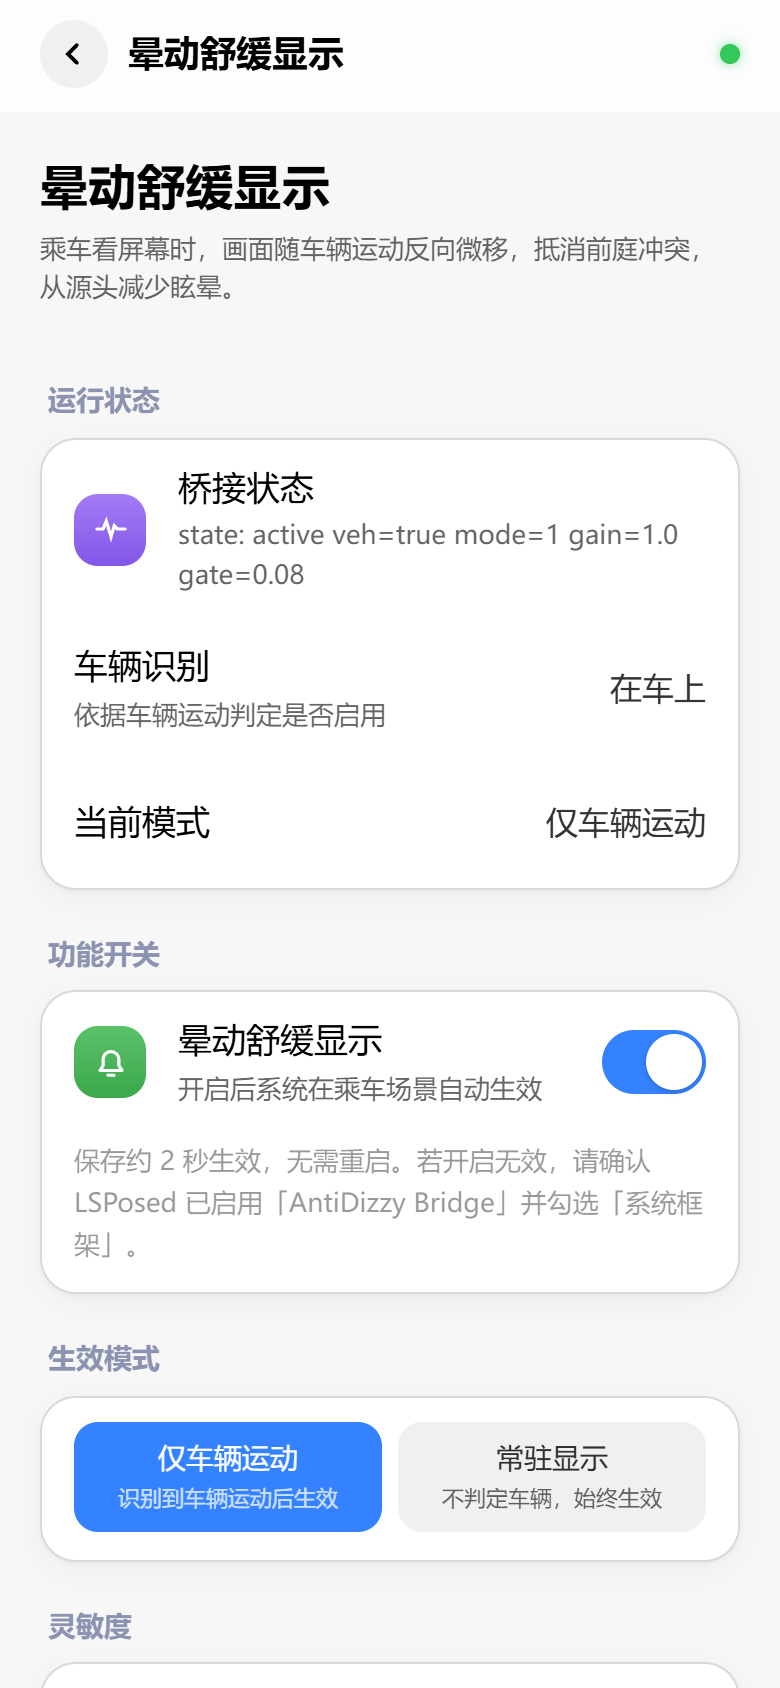 晕动舒缓显示
晕动舒缓显示
乘车看屏幕时，画面随车辆运动反向微移，抵消前庭冲突，
从源头减少眩晕。
运行状态
桥接状态
state: active veh=true mode=1 gain=1.0
gate=0.08
车辆识别
依据车辆运动判定是否启用
在车上
当前模式
仅车辆运动
功能开关
晕动舒缓显示
开启后系统在乘车场景自动生效
保存约 2 秒生效，无需重启。若开启无效，请确认
LSPosed 已启用「AntiDizzy Bridge」并勾选「系统框
架」。
生效模式
仅车辆运动
识别到车辆运动后生效
常驻显示
不判定车辆，始终生效
灵敏度